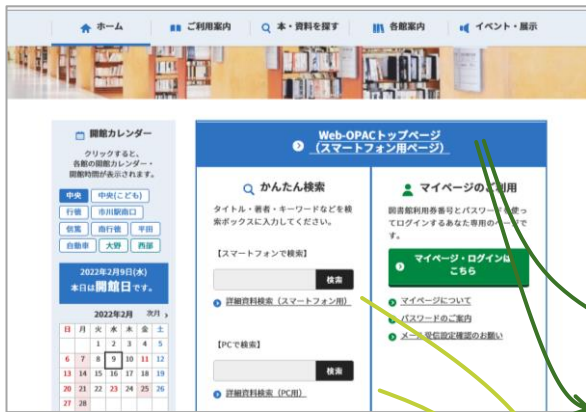 ホーム
ご利用案内
本・資料を探す
各館案内
イベント・展示
開館カレンダー
クリックすると、
各館の開館カレンダー・
開館時間が表示されます。
中央 中央(こども)
行徳 市川駅南口
信篤 南行徳 平田
自動車 大野 西部
2022年2月9日(水)
本日は開館日です。
2022年2月 次月 ›
日 月 火 水 木 金 土
1 2 3 4 5
6 7 8 9 10 11 12
13 14 15 16 17 18 19
20 21 22 23 24 25 26
27 28
Web-OPACトップページ
(スマートフォン用ページ)
かんたん検索
タイトル・著者・キーワードなどを検
索ボックスに入力してください。
【スマートフォンで検索】
検索
詳細資料検索（スマートフォン用）
【PCで検索】
検索
詳細資料検索（PC用）
マイページのご利用
図書館利用券番号とパスワードを使っ
てログインするあなた専用のページで
す。
マイページ・ログインは
こちら
マイページについて
パスワードのご案内
メール受信設定確認のお願い